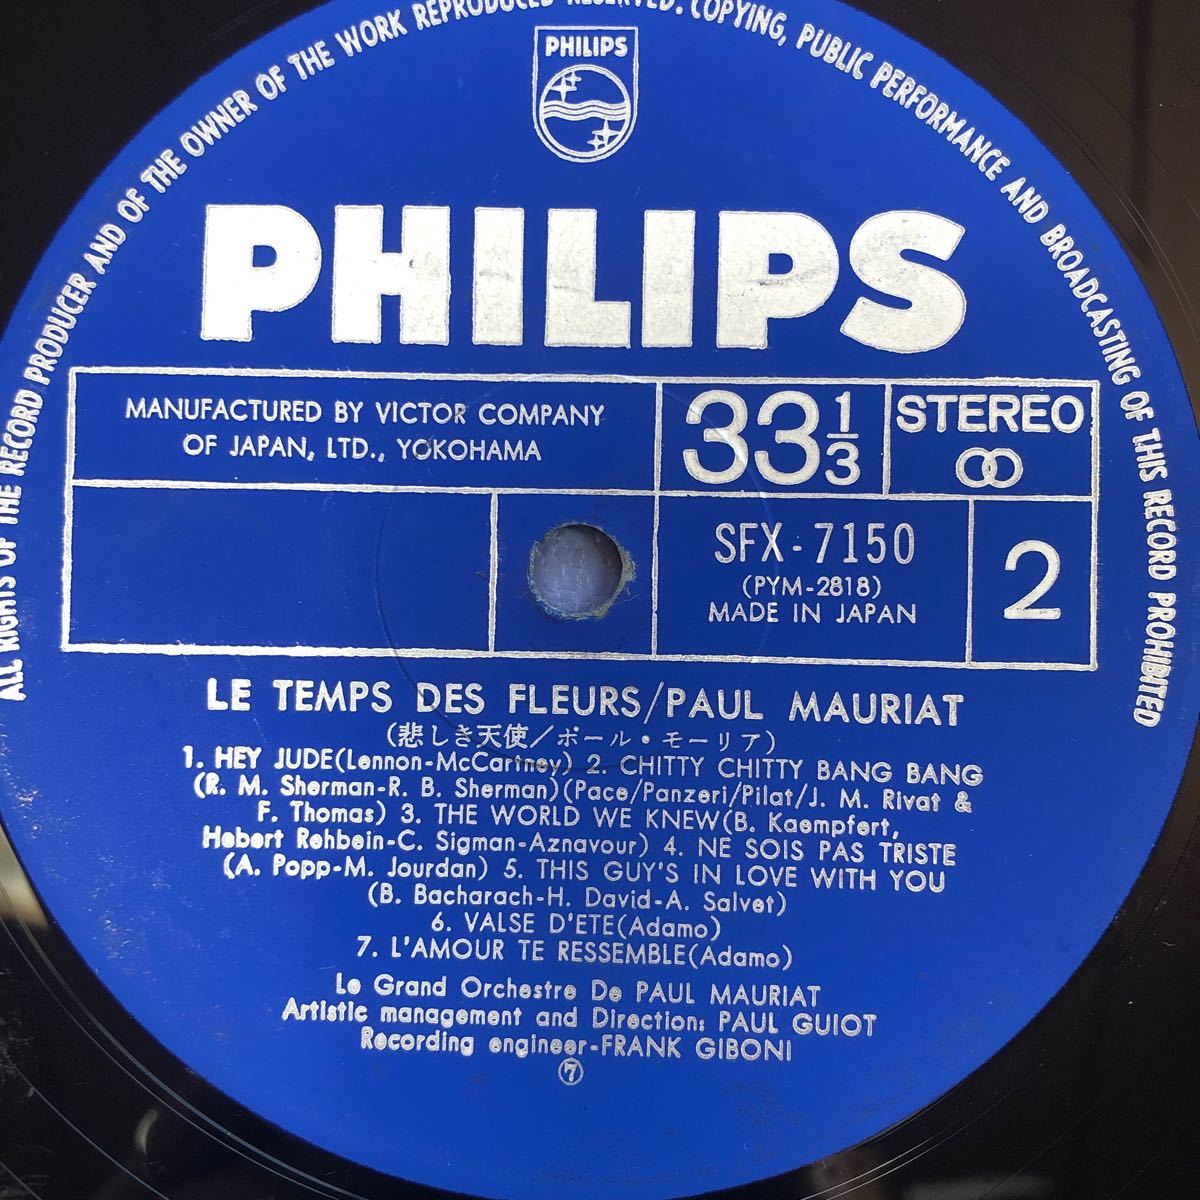 ALL RIGHTS OF THE RECORD PRODUCER AND OF THE OWNER OF THE WORK REPRODUCED RESERVED. COPYING, PUBLIC PERFORMANCE AND BROADCASTING OF THIS RECORD PROHIBITED
PHILIPS
PHILIPS
MANUFACTURED BY VICTOR COMPANY
OF JAPAN, LTD., YOKOHAMA
33 1/3
STEREO
SFX-7150
(PYM-2818)
MADE IN JAPAN
2
LE TEMPS DES FLEURS/PAUL MAURIAT
(悲しき天使/ポール・モーリア)
1. HEY JUDE(Lennon-McCartney) 2. CHITTY CHITTY BANG BANG
(R. M. Sherman-R. B. Sherman)(Pace/Panzeri/Pilat/J. M. Rivat &
F. Thomas) 3. THE WORLD WE KNEW(B. Kaempfert,
Hebert Rehbein-C. Sigman-Aznavour) 4. NE SOIS PAS TRISTE
(A. Popp-M. Jourdan) 5. THIS GUY'S IN LOVE WITH YOU
(B. Bacharach-H. David-A. Salvet)
6. VALSE D'ETE(Adamo)
7. L'AMOUR TE RESSEMBLE(Adamo)
Le Grand Orchestre De PAUL MAURIAT
Artistic management and Direction: PAUL GUIOT
Recording engineer-FRANK GIBONI
⑦